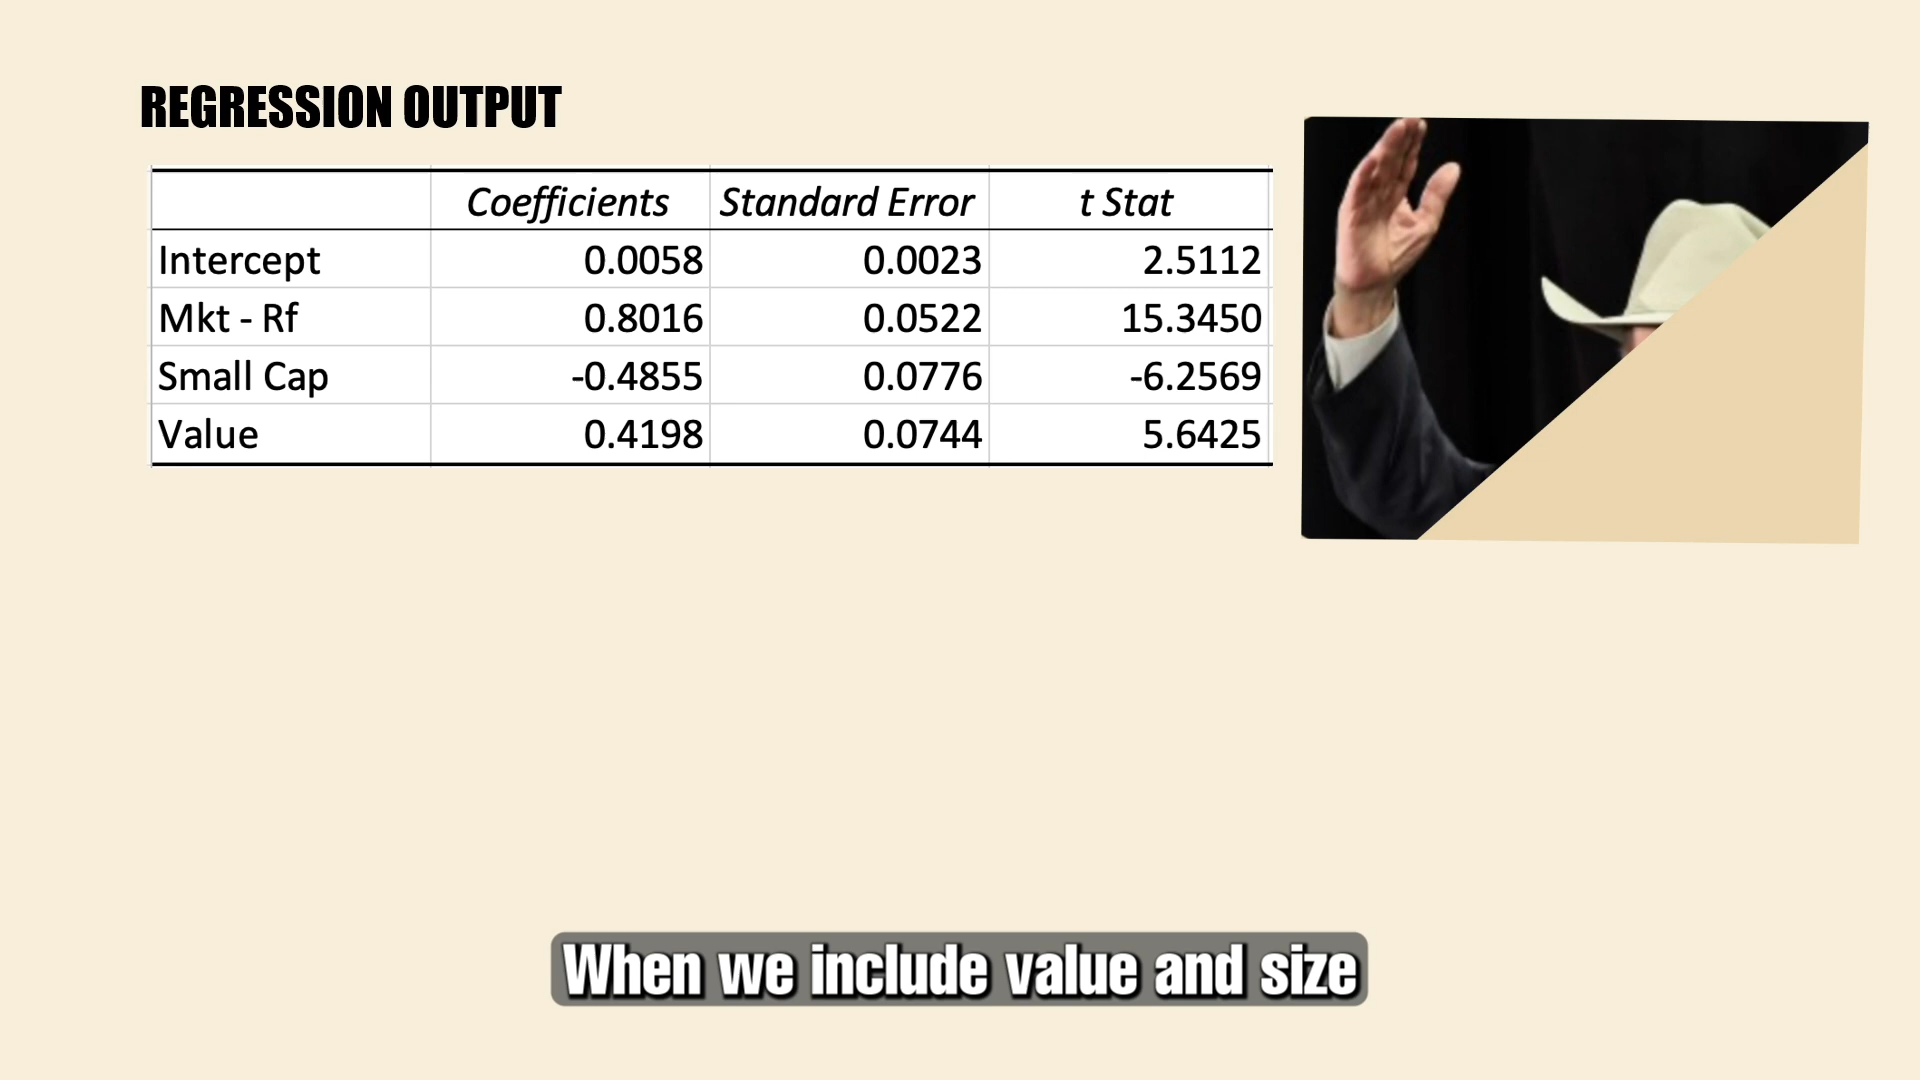 REGRESSION OUTPUT
Coefficients Standard Error t Stat
Intercept 0.0058 0.0023 2.5112
Mkt - Rf 0.8016 0.0522 15.3450
Small Cap -0.4855 0.0776 -6.2569
Value 0.4198 0.0744 5.6425
When we include value and size